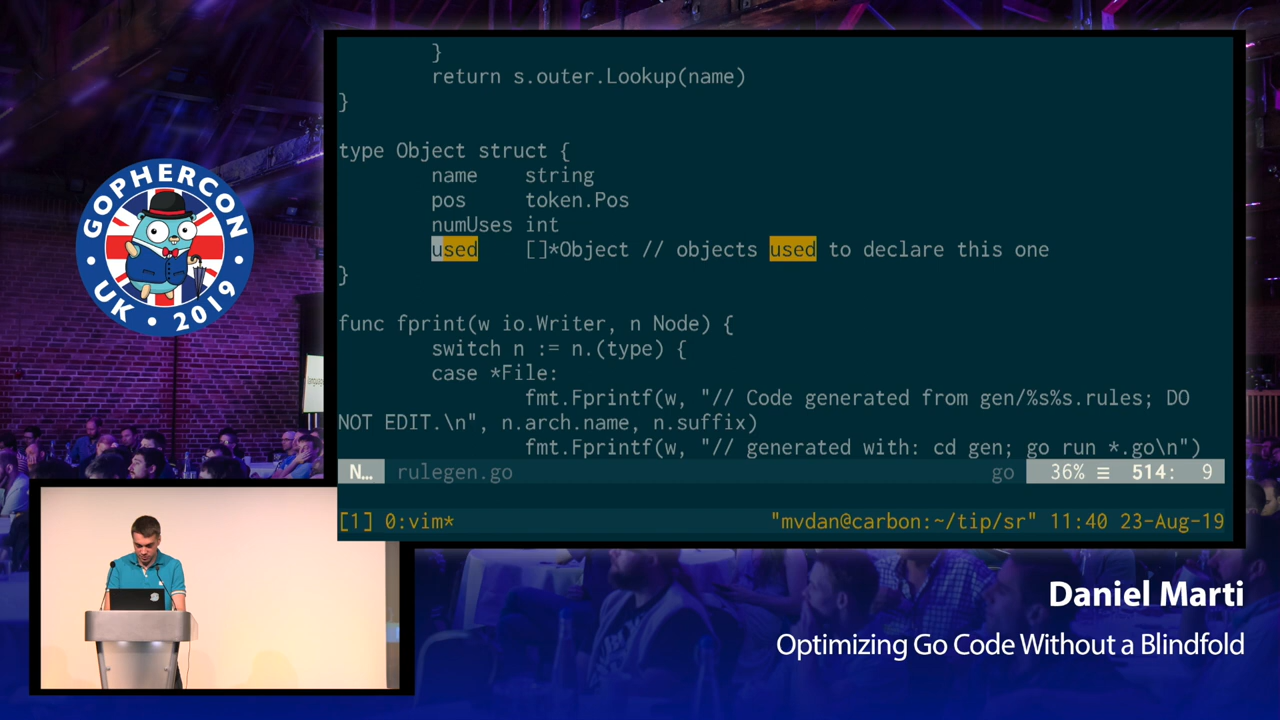 GOPHERCON
UK • 2019
}
return s.outer.Lookup(name)
}
type Object struct {
name string
pos token.Pos
numUses int
used []*Object // objects used to declare this one
}
func fprint(w io.Writer, n Node) {
switch n := n.(type) {
case *File:
fmt.Fprintf(w, "// Code generated from gen/%s%s.rules; DO
NOT EDIT.\n", n.arch.name, n.suffix)
fmt.Fprintf(w, "// generated with: cd gen; go run *.go\n")
N… rulegen.go go 36% ☰ 514: 9
[1] 0:vim* "mvdan@carbon:~/tip/sr" 11:40 23-Aug-19
Daniel Marti
Optimizing Go Code Without a Blindfold